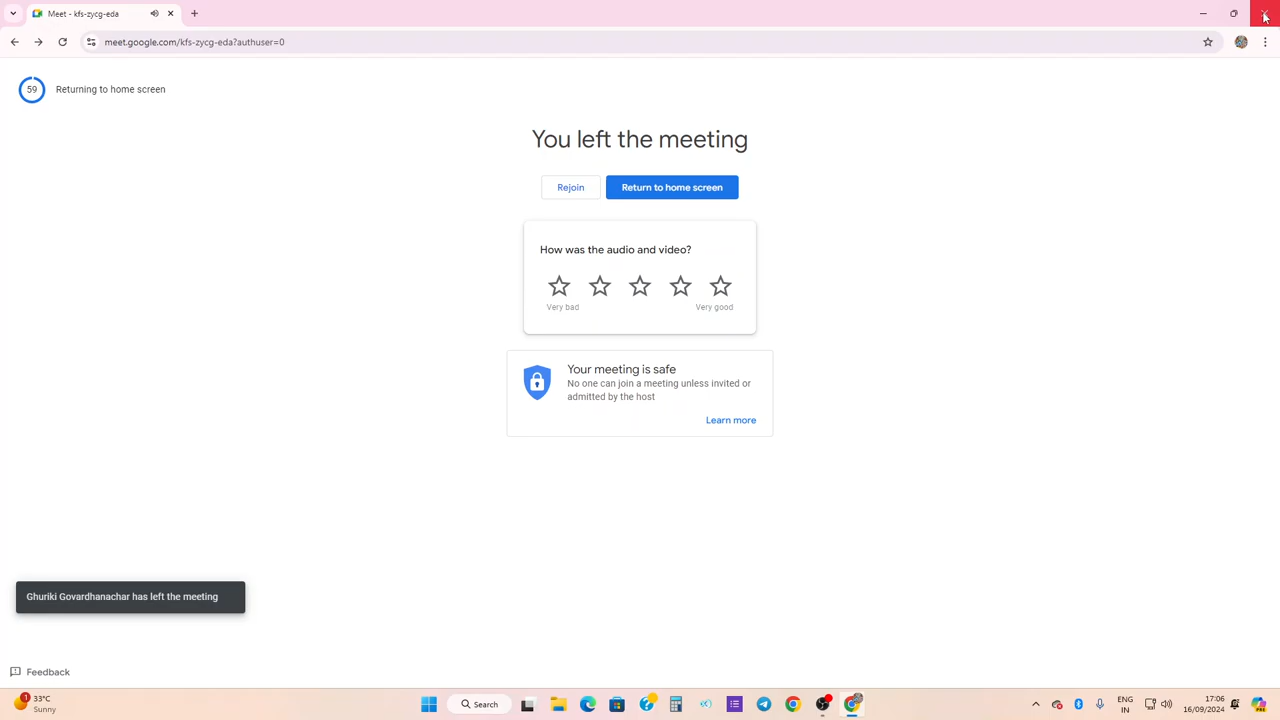 Meet - kfs-zycg-eda
meet.google.com/kfs-zycg-eda?authuser=0
59 Returning to home screen
You left the meeting
Rejoin Return to home screen
How was the audio and video?
Very bad Very good
Your meeting is safe
No one can join a meeting unless invited or
admitted by the host
Learn more
Ghuriki Govardhanachar has left the meeting
Feedback
1 33°C
Sunny
Search
ENG
IN
17:06
16/09/2024